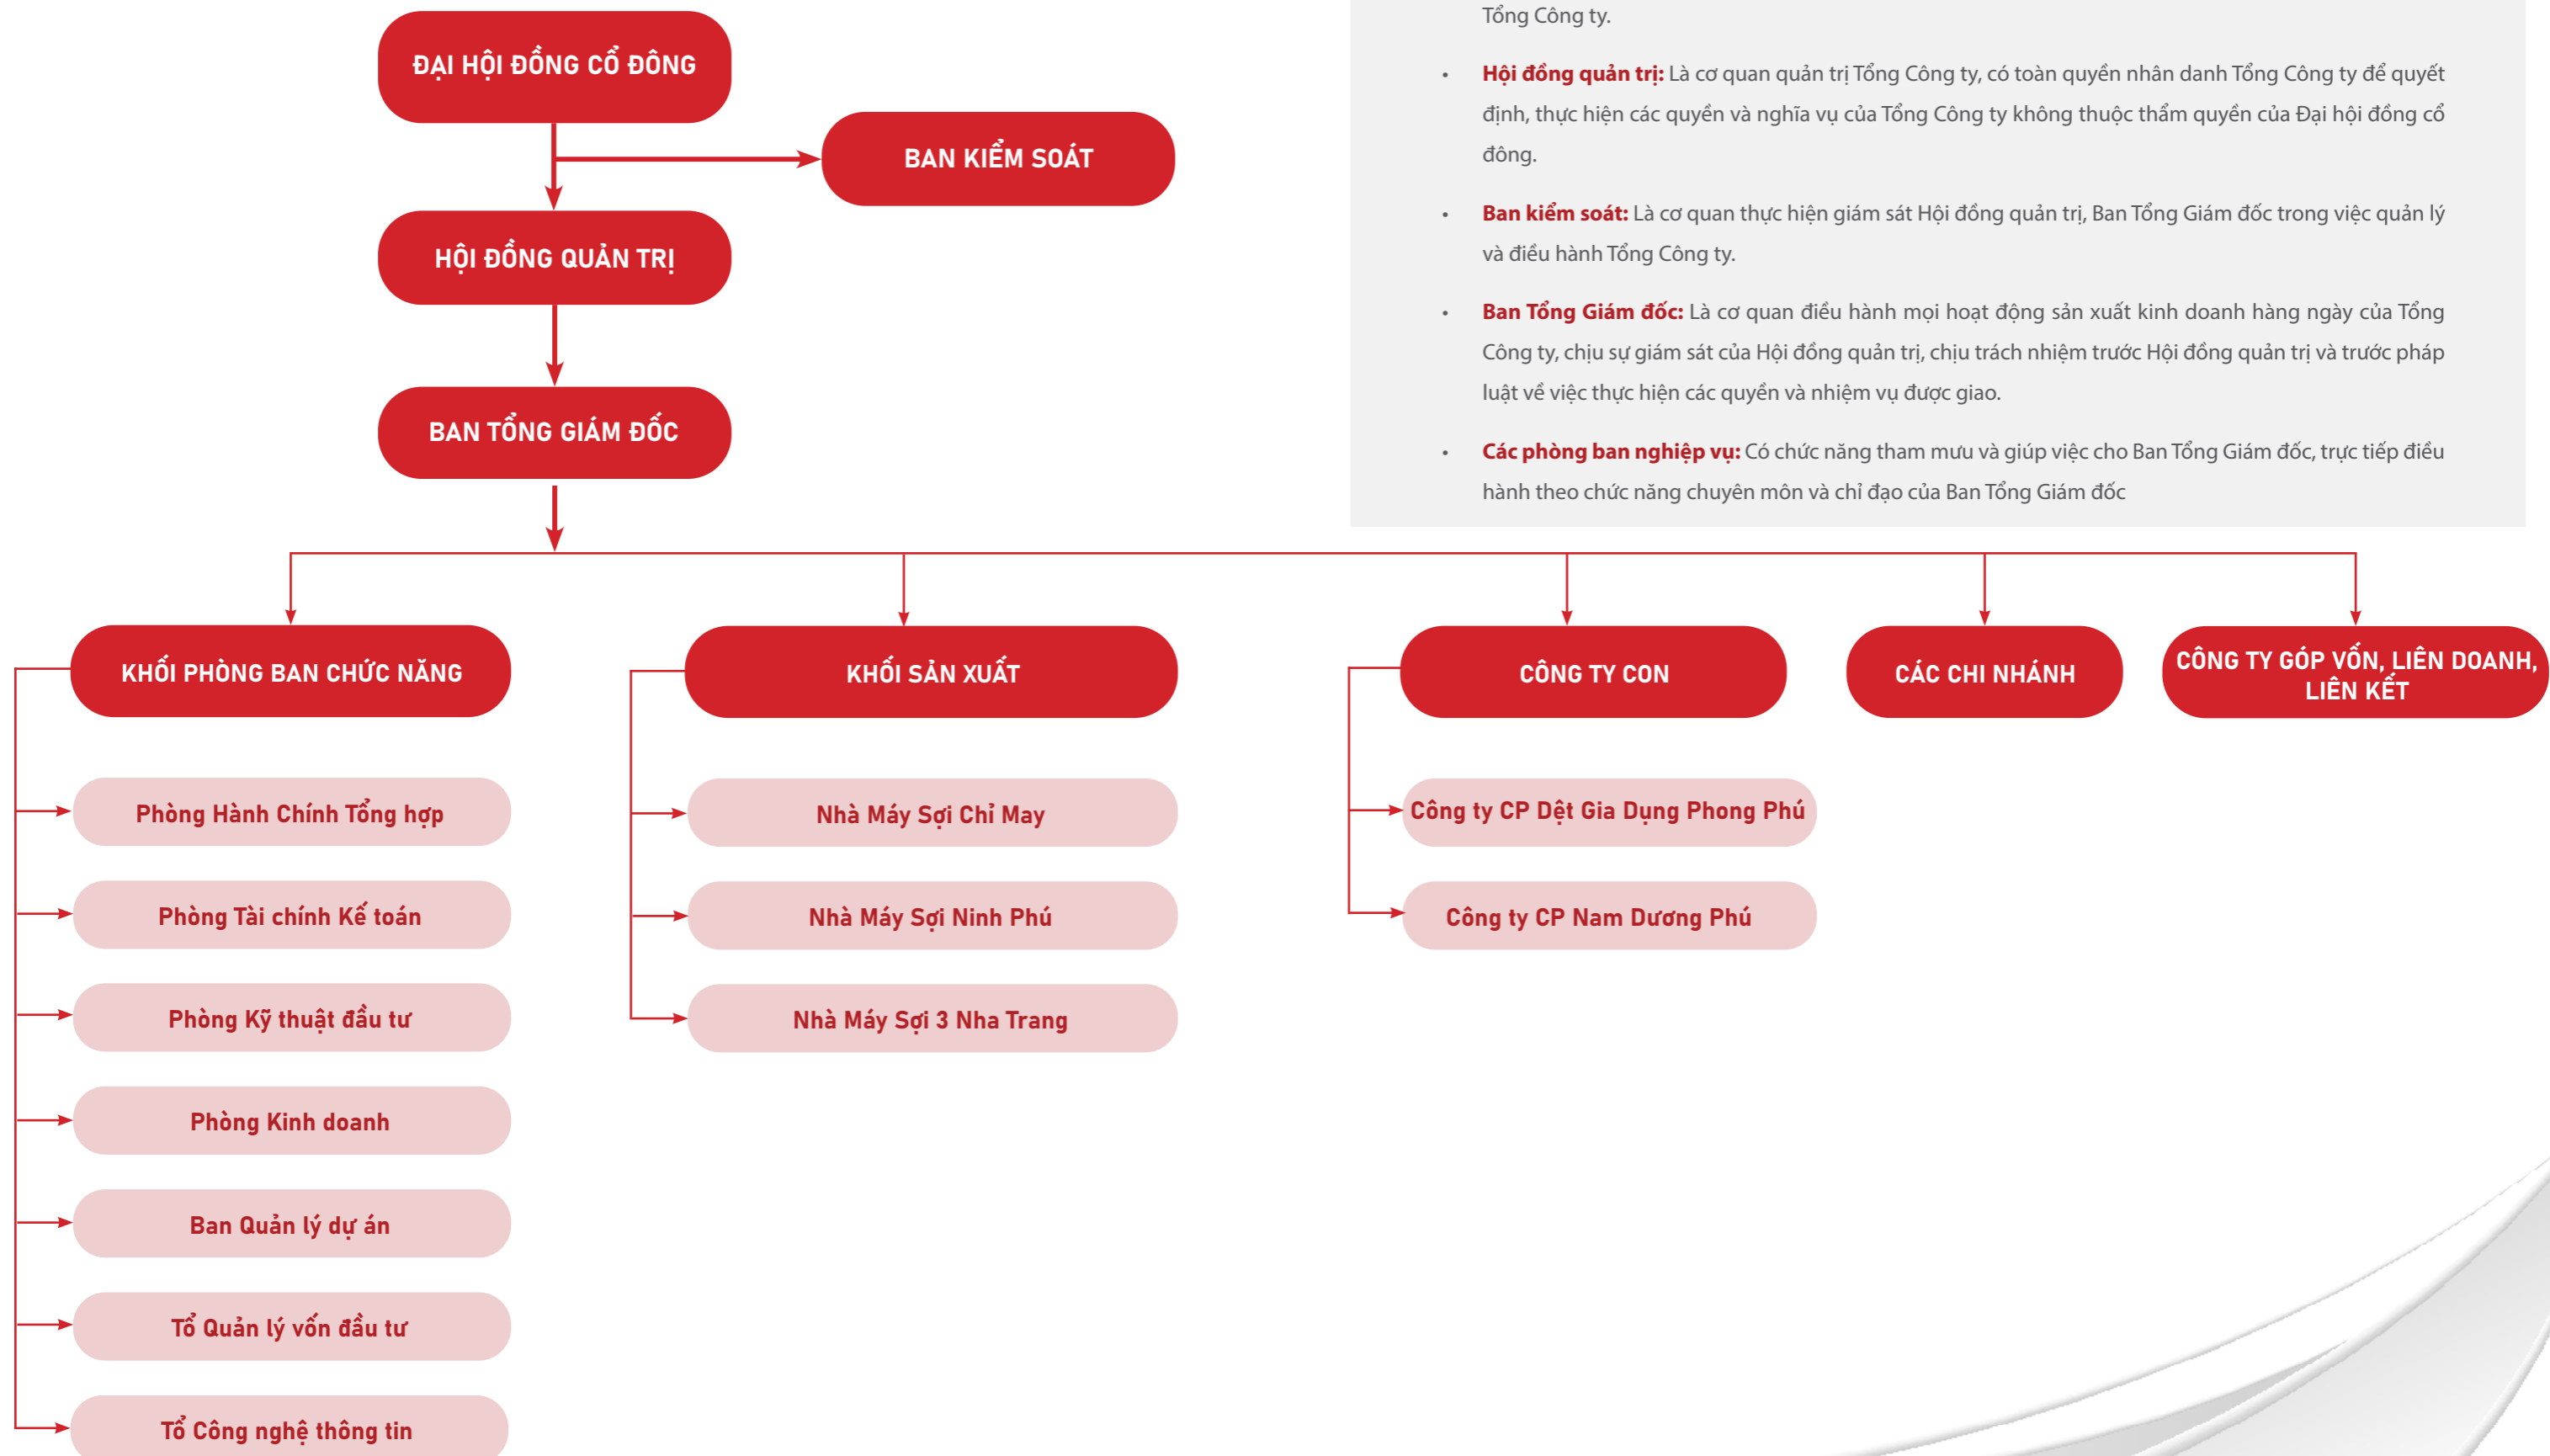 ĐẠI HỘI ĐỒNG CỔ ĐÔNG
BAN KIỂM SOÁT
HỘI ĐỒNG QUẢN TRỊ
BAN TỔNG GIÁM ĐỐC
Tổng Công ty.
• Hội đồng quản trị: Là cơ quan quản trị Tổng Công ty, có toàn quyền nhân danh Tổng Công ty để quyết
định, thực hiện các quyền và nghĩa vụ của Tổng Công ty không thuộc thẩm quyền của Đại hội đồng cổ
đông.
• Ban kiểm soát: Là cơ quan thực hiện giám sát Hội đồng quản trị, Ban Tổng Giám đốc trong việc quản lý
và điều hành Tổng Công ty.
• Ban Tổng Giám đốc: Là cơ quan điều hành mọi hoạt động sản xuất kinh doanh hàng ngày của Tổng
Công ty, chịu sự giám sát của Hội đồng quản trị, chịu trách nhiệm trước Hội đồng quản trị và trước pháp
luật về việc thực hiện các quyền và nhiệm vụ được giao.
• Các phòng ban nghiệp vụ: Có chức năng tham mưu và giúp việc cho Ban Tổng Giám đốc, trực tiếp điều
hành theo chức năng chuyên môn và chỉ đạo của Ban Tổng Giám đốc
KHỐI PHÒNG BAN CHỨC NĂNG
Phòng Hành Chính Tổng hợp
Phòng Tài chính Kế toán
Phòng Kỹ thuật đầu tư
Phòng Kinh doanh
Ban Quản lý dự án
Tổ Quản lý vốn đầu tư
Tổ Công nghệ thông tin
KHỐI SẢN XUẤT
Nhà Máy Sợi Chỉ May
Nhà Máy Sợi Ninh Phú
Nhà Máy Sợi 3 Nha Trang
CÔNG TY CON
Công ty CP Dệt Gia Dụng Phong Phú
Công ty CP Nam Dương Phú
CÁC CHI NHÁNH
CÔNG TY GÓP VỐN, LIÊN DOANH,
LIÊN KẾT